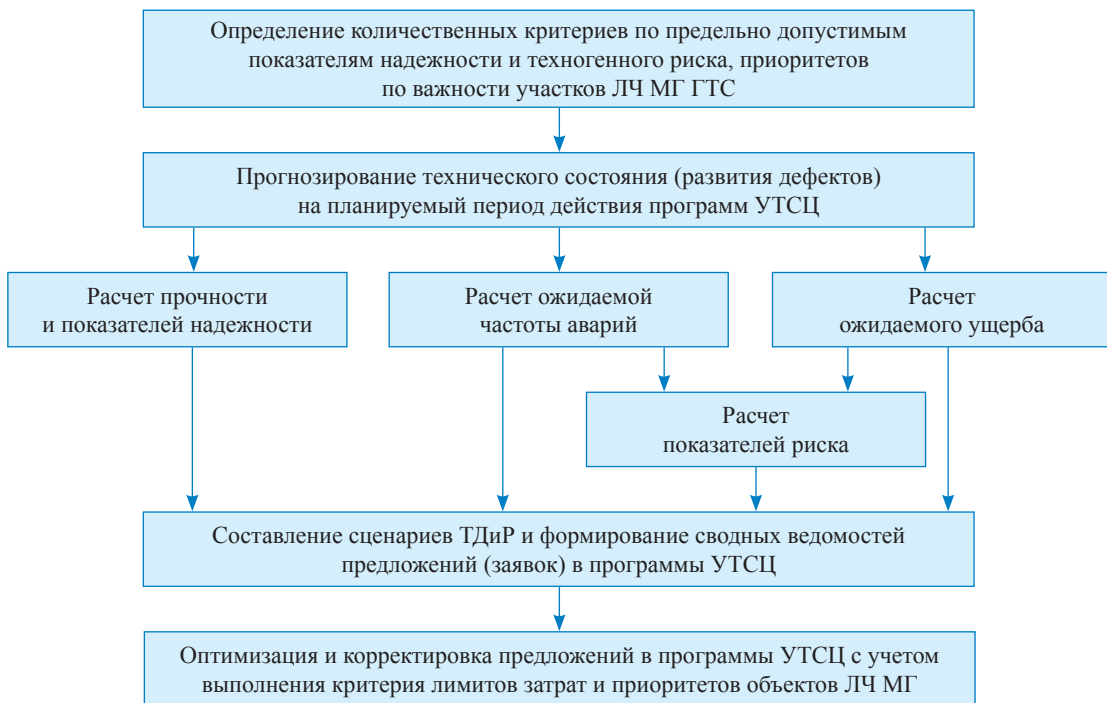 Определение количественных критериев по предельно допустимым
показателям надежности и техногенного риска, приоритетов
по важности участков ЛЧ МГ ГТС
Прогнозирование технического состояния (развития дефектов)
на планируемый период действия программ УТСЦ
Расчет прочности
и показателей надежности
Расчет ожидаемой
частоты аварий
Расчет
ожидаемого ущерба
Расчет
показателей риска
Составление сценариев ТДиР и формирование сводных ведомостей
предложений (заявок) в программы УТСЦ
Оптимизация и корректировка предложений в программы УТСЦ с учетом
выполнения критерия лимитов затрат и приоритетов объектов ЛЧ МГ